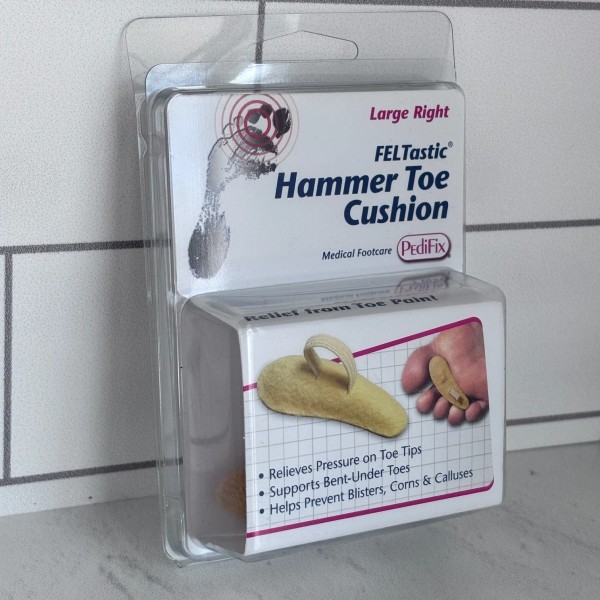 Large Right
FELTastic®
Hammer Toe
Cushion
Medical Footcare PediFix®
Relief from Toe Pain!
• Relieves Pressure on Toe Tips
• Supports Bent-Under Toes
• Helps Prevent Blisters, Corns & Calluses